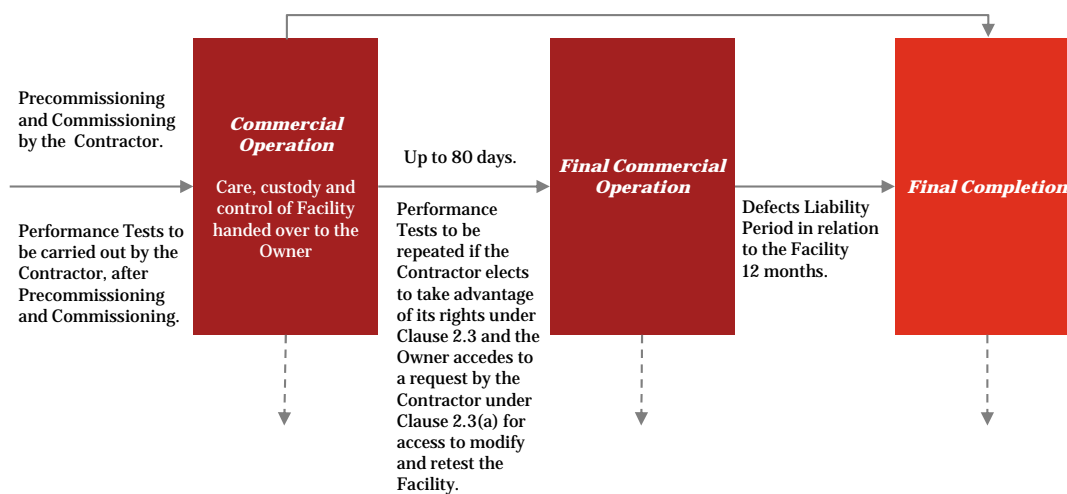 Precommissioning
and Commissioning
by the Contractor.
Performance Tests to
be carried out by the
Contractor, after
Precommissioning
and Commissioning.
Commercial
Operation
Care, custody and
control of Facility
handed over to the
Owner
Up to 80 days.
Performance
Tests to be
repeated if the
Contractor elects
to take advantage
of its rights under
Clause 2.3 and the
Owner accedes to
a request by the
Contractor under
Clause 2.3(a) for
access to modify
and retest the
Facility.
Final Commercial
Operation
Defects Liability
Period in relation
to the Facility
12 months.
Final Completion